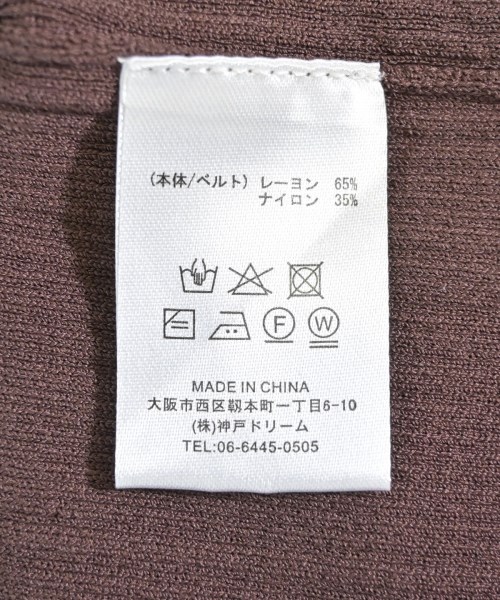 (本体/ベルト) レーヨン 65%
ナイロン 35%
F W
MADE IN CHINA
大阪市西区靱本町一丁目6-10
(株)神戸ドリーム
TEL:06-6445-0505